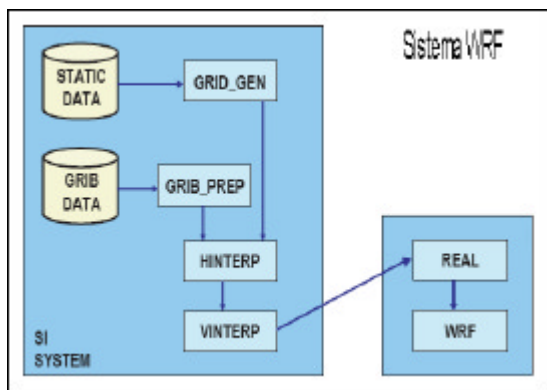 Sistema WRF
STATIC
DATA
GRID_GEN
GRIB
DATA
GRIB_PREP
HINTERP
VINTERP
SI
SYSTEM
REAL
WRF